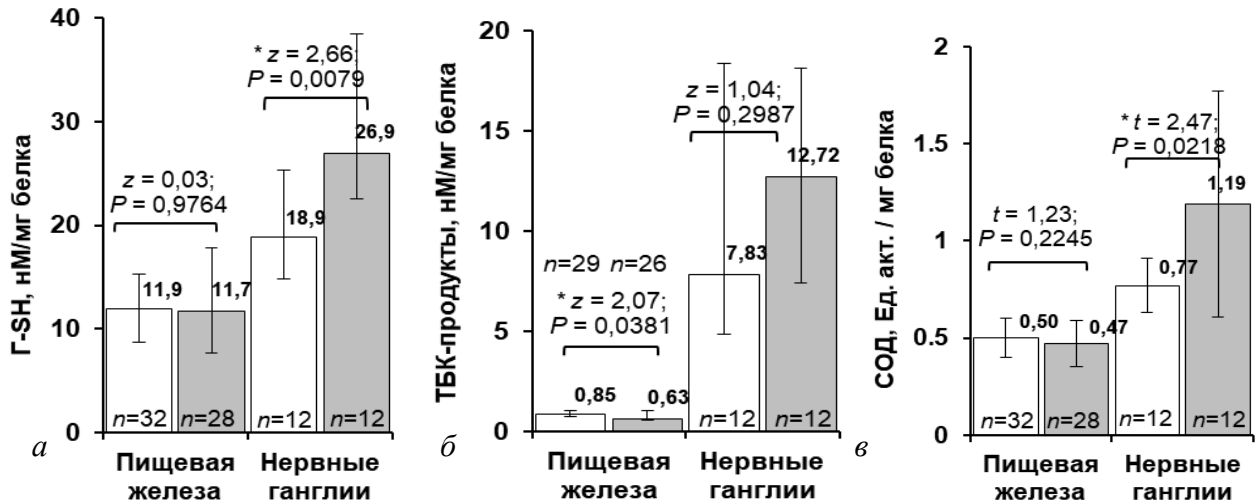 Г-SH, нМ/мг белка
40
30
20
10
0
* z = 2,66;
P = 0,0079
z = 0,03;
P = 0,9764
26,9
18,9
11,9
11,7
n=32
n=28
n=12
n=12
а
Пищевая
железа
Нервные
ганглии
ТБК-продукты, нМ/мг белка
20
15
10
5
0
z = 1,04;
P = 0,2987
12,72
7,83
n=29 n=26
* z = 2,07;
P = 0,0381
0,85
0,63
n=12
n=12
б
Пищевая
железа
Нервные
ганглии
СОД, Ед. акт. / мг белка
2
1.5
1
0.5
0
* t = 2,47;
P = 0,0218
t = 1,23;
P = 0,2245
1,19
0,77
0,50
0,47
n=32
n=28
n=12
n=12
в
Пищевая
железа
Нервные
ганглии